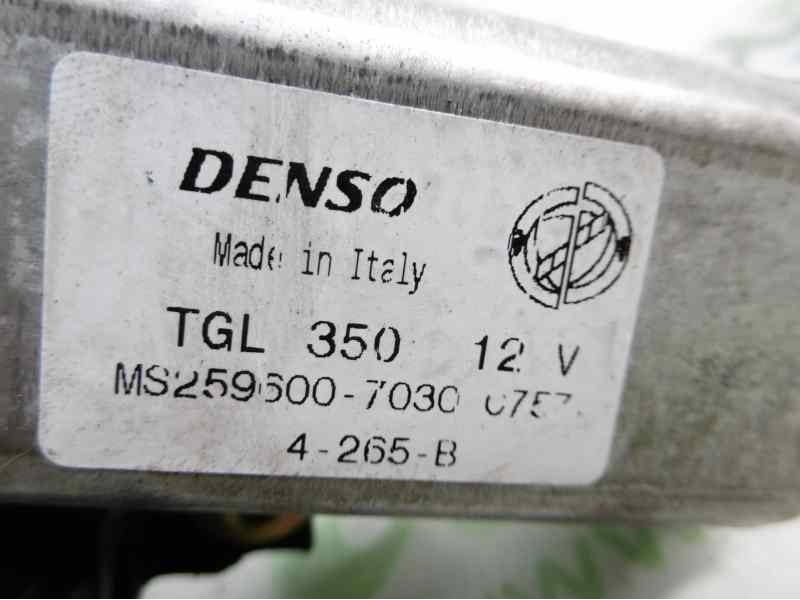 DENSO
Made in Italy
TGL 350 12 V
MS259600-7030
4-265-B